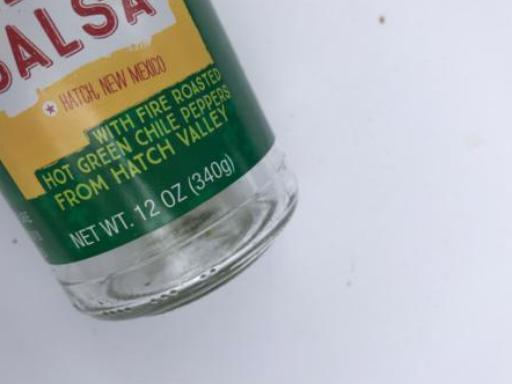 SALSA
HATCH, NEW MEXICO
WITH FIRE ROASTED
HOT GREEN CHILE PEPPERS
FROM HATCH VALLEY
NET WT. 12 OZ (340g)